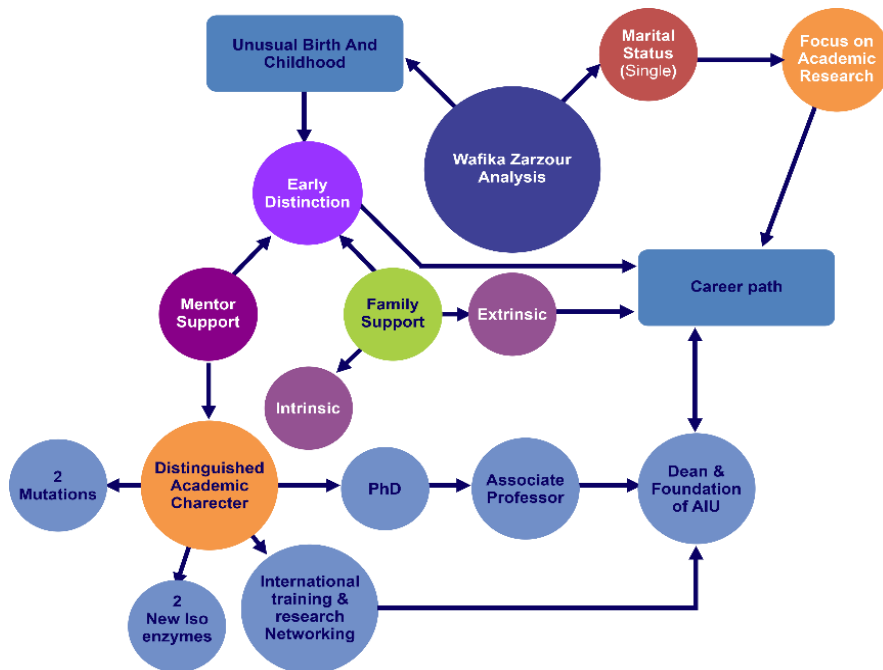 Unusual Birth And
Childhood
Marital
Status
(Single)
Focus on
Academic
Research
Wafika Zarzour
Analysis
Early
Distinction
Mentor
Support
Family
Support
Extrinsic
Career path
Intrinsic
2
Mutations
Distinguished
Academic
Charecter
PhD
Associate
Professor
Dean &
Foundation
of AIU
2
New Iso
enzymes
International
training &
research
Networking